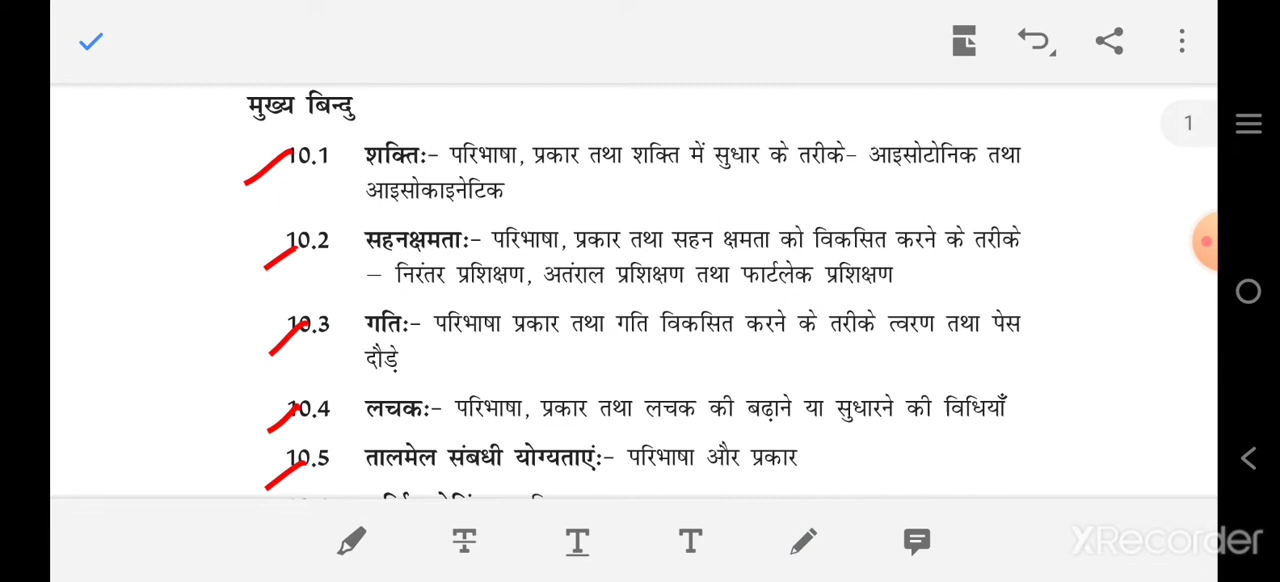 मुख्य बिन्दु
1
10.1 शक्तिः- परिभाषा, प्रकार तथा शक्ति में सुधार के तरीके- आइसोटोनिक तथा
आइसोकाइनेटिक
10.2 सहनक्षमताः- परिभाषा, प्रकार तथा सहन क्षमता को विकसित करने के तरीके
– निरंतर प्रशिक्षण, अतंराल प्रशिक्षण तथा फार्टलेक प्रशिक्षण
10.3 गतिः- परिभाषा प्रकार तथा गति विकसित करने के तरीके त्वरण तथा पेस
दौड़े
10.4 लचकः- परिभाषा, प्रकार तथा लचक की बढ़ाने या सुधारने की विधियाँ
10.5 तालमेल संबधी योग्यताएंः- परिभाषा और प्रकार
T T T
XRecorder